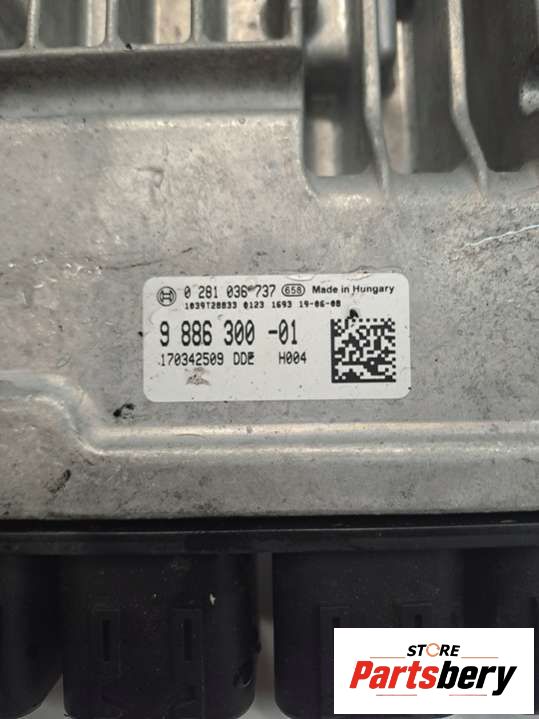 0 281 036 737 658 Made in Hungary
1039T28833 0123 1693 19-06-08
9 886 300 -01
170342509 DDE H004
STORE
Partsbery